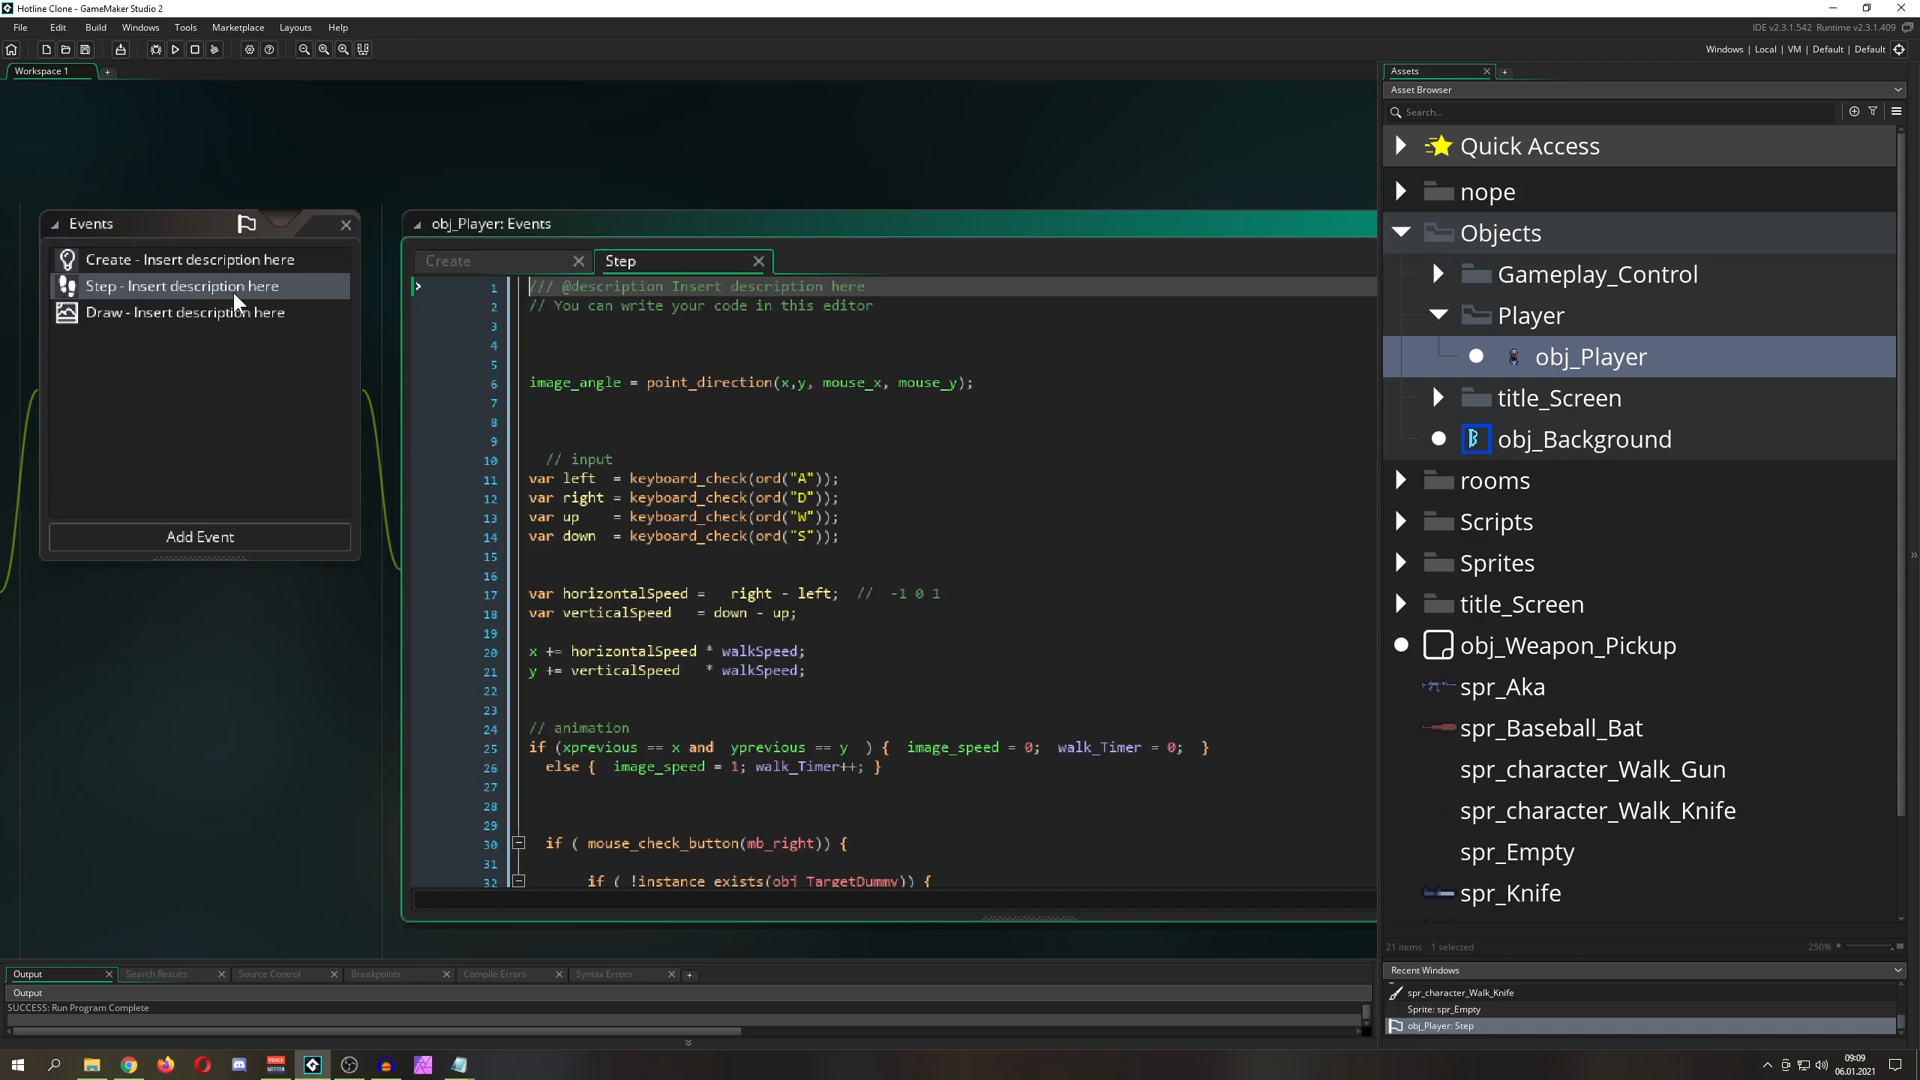 Hotline Clone - GameMaker Studio 2
File Edit Build Windows Tools Marketplace Layouts Help
IDE v2.3.1.542 Runtime v2.3.1.409
Windows | Local | VM | Default | Default
Workspace 1
Assets
Asset Browser
Search...
Quick Access
nope
Objects
Gameplay_Control
Player
obj_Player
title_Screen
obj_Background
rooms
Scripts
Sprites
title_Screen
obj_Weapon_Pickup
spr_Aka
spr_Baseball_Bat
spr_character_Walk_Gun
spr_character_Walk_Knife
spr_Empty
spr_Knife
21 items 1 selected
250%
Recent Windows
spr_character_Walk_Knife
Sprite: spr_Empty
obj_Player: Step
Events
Create - Insert description here
Step - Insert description here
Draw - Insert description here
Add Event
obj_Player: Events
Create
Step
1 /// @description Insert description here
2 // You can write your code in this editor
3
4
5
6 image_angle = point_direction(x,y, mouse_x, mouse_y);
7
8
9
10 // input
11 var left = keyboard_check(ord("A"));
12 var right = keyboard_check(ord("D"));
13 var up = keyboard_check(ord("W"));
14 var down = keyboard_check(ord("S"));
15
16
17 var horizontalSpeed = right - left; // -1 0 1
18 var verticalSpeed = down - up;
19
20 x += horizontalSpeed * walkSpeed;
21 y += verticalSpeed * walkSpeed;
22
23
24 // animation
25 if (xprevious == x and yprevious == y ) { image_speed = 0; walk_Timer = 0; }
26 else { image_speed = 1; walk_Timer++; }
27
28
29
30 if ( mouse_check_button(mb_right)) {
31
32 if ( !instance_exists(obj_TargetDummy)) {
Output Search Results Source Control Breakpoints Compile Errors Syntax Errors
Output
SUCCESS: Run Program Complete
09:09
06.01.2021